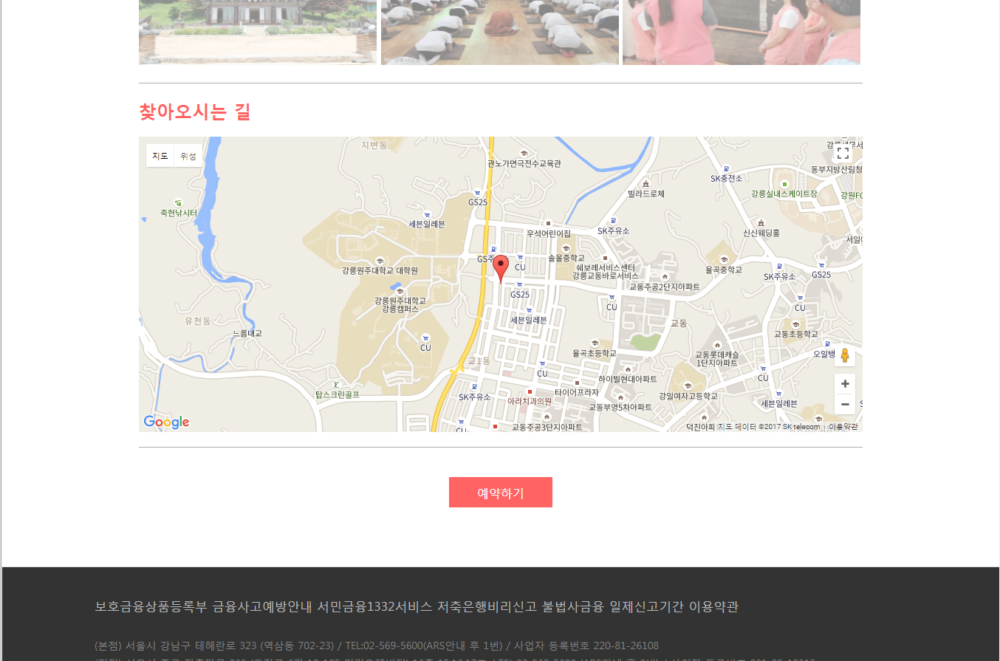 찾아오시는 길
지도 위성
지변동
관노가면극전수교육관
SK충전소
동부지방산림청
빌라드로체
강릉실내스케이트장
강원FC
GS25
죽헌낚시터
세븐일레븐
우석어린이집
SK주유소
신신웨딩홀
솔올중학교
CU
쉐보레서비스센터
강릉교동바로서비스
강릉원주대학교 대학원
율곡중학교
SK주유소
GS25
교동주공2단지아파트
GS25
강릉원주대학교
강릉캠퍼스
CU
CU
세븐일레븐
유천동
교동
느름내교
교동초등학교
CU
율곡초등학교
교동롯데캐슬
1단지아파트
오일뱅
교1동
CU
하이빌현대아파트
CU
탑스크린골프
SK주유소
타이어프라자
강일여자고등학교
아라치과의원
교동부영5차아파트
세븐일레븐
Google
CU
교동주공3단지아파트
덕진아파
지도 데이터 ©2017 SK telecom
이용약관
예약하기
보호금융상품등록부 금융사고예방안내 서민금융1332서비스 저축은행비리신고 불법사금융 일제신고기간 이용약관
(본점) 서울시 강남구 테헤란로 323 (역삼동 702-23) / TEL:02-569-5600(ARS안내 후 1번) / 사업자 등록번호 220-81-26108